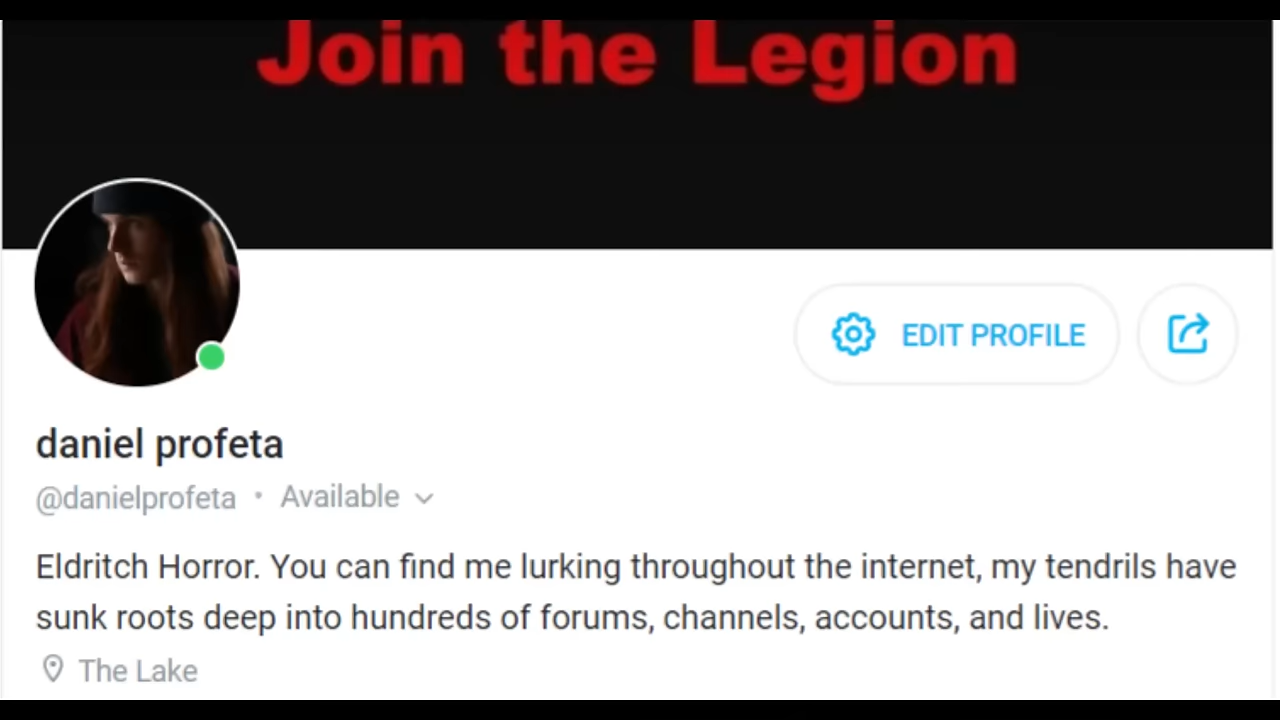 Join the Legion
EDIT PROFILE
daniel profeta
@danielprofeta • Available
Eldritch Horror. You can find me lurking throughout the internet, my tendrils have
sunk roots deep into hundreds of forums, channels, accounts, and lives.
The Lake